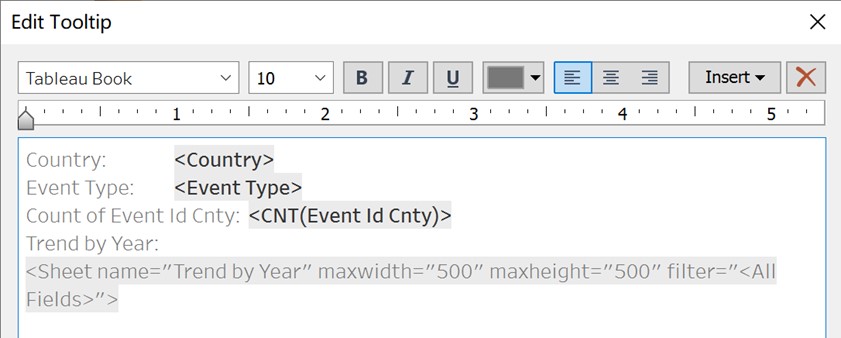 Edit Tooltip
Tableau Book 10 B I U Insert
1 2 3 4 5
Country: <Country>
Event Type: <Event Type>
Count of Event Id Cnty: <CNT(Event Id Cnty)>
Trend by Year:
<Sheet name="Trend by Year" maxwidth="500" maxheight="500" filter="<All
Fields>">